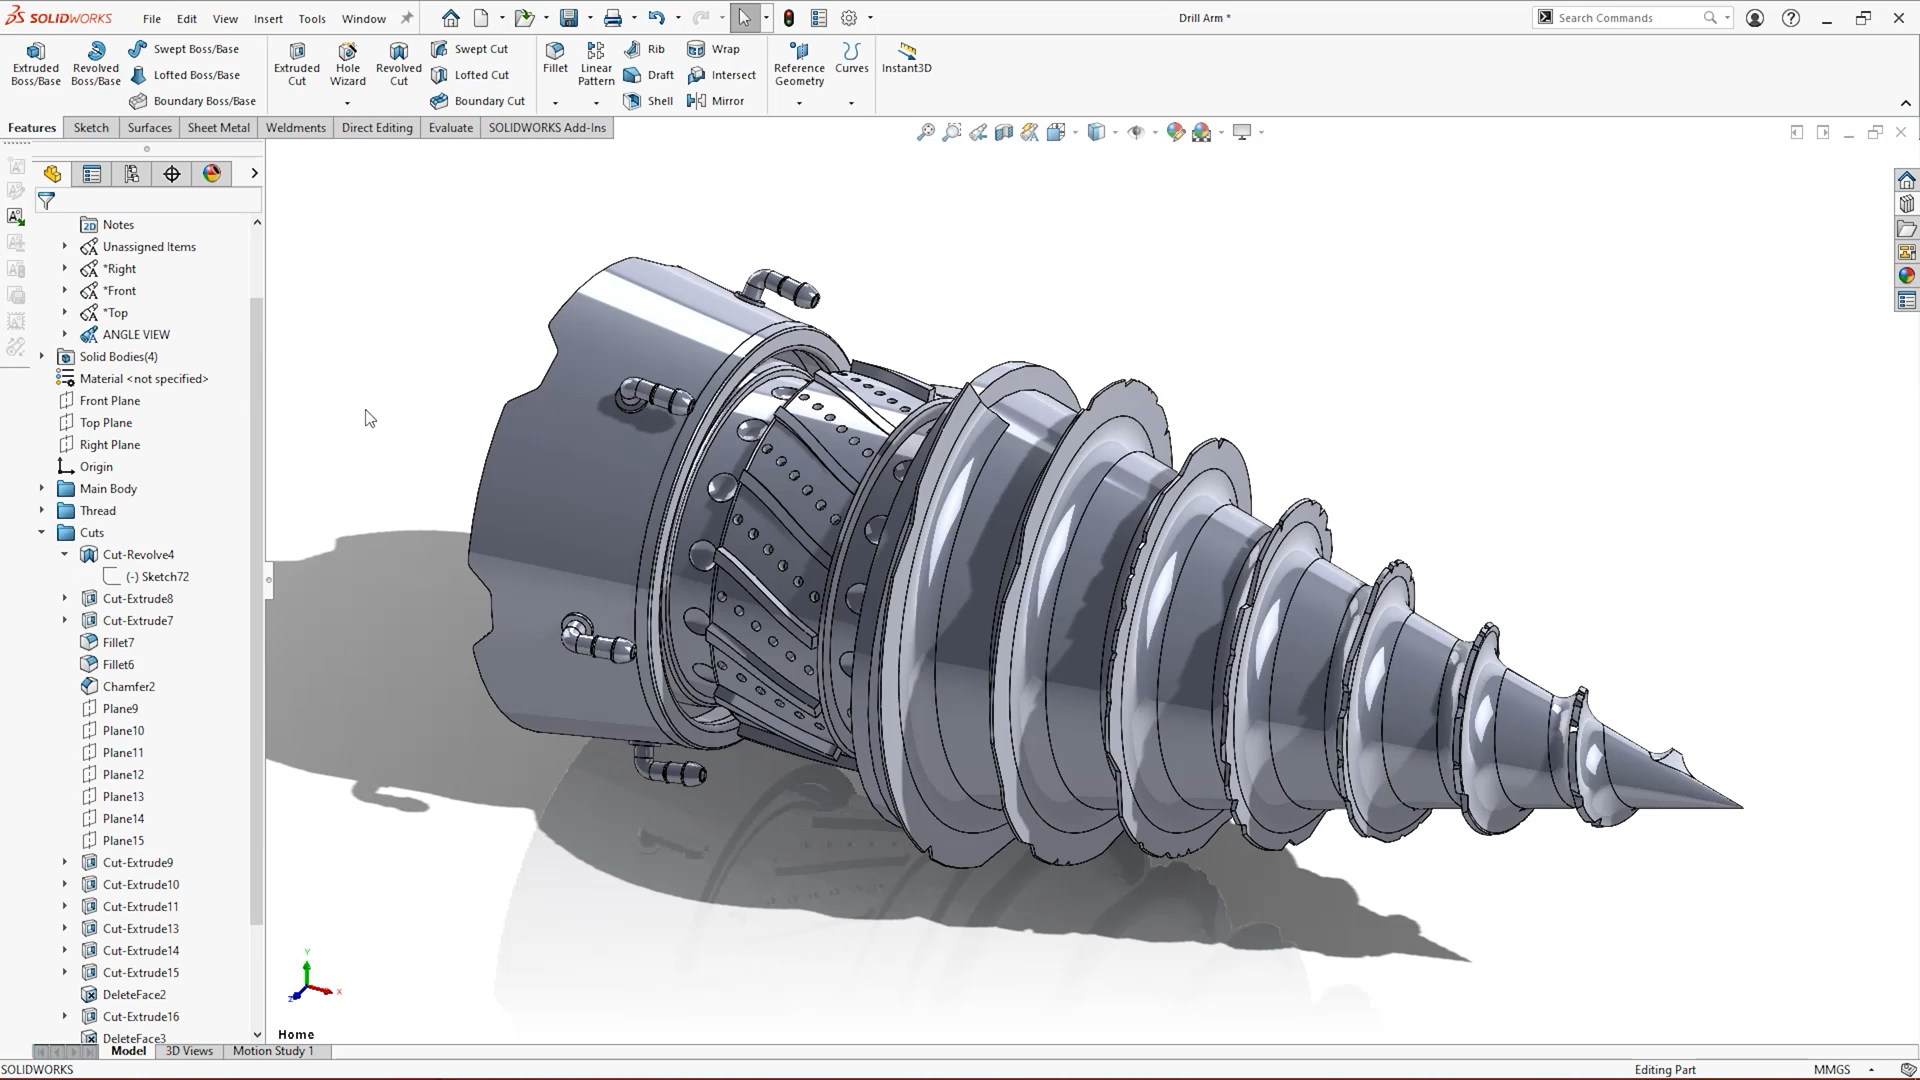 SOLIDWORKS File Edit View Insert Tools Window Drill Arm * Search Commands
Extruded Boss/Base
Revolved Boss/Base
Swept Boss/Base
Lofted Boss/Base
Boundary Boss/Base
Extruded Cut
Hole Wizard
Revolved Cut
Swept Cut
Lofted Cut
Boundary Cut
Fillet
Linear Pattern
Rib
Draft
Shell
Wrap
Intersect
Mirror
Reference Geometry
Curves
Instant3D
Features Sketch Surfaces Sheet Metal Weldments Direct Editing Evaluate SOLIDWORKS Add-Ins
Notes
Unassigned Items
*Right
*Front
*Top
ANGLE VIEW
Solid Bodies(4)
Material <not specified>
Front Plane
Top Plane
Right Plane
Origin
Main Body
Thread
Cuts
Cut-Revolve4
(-) Sketch72
Cut-Extrude8
Cut-Extrude7
Fillet7
Fillet6
Chamfer2
Plane9
Plane10
Plane11
Plane12
Plane13
Plane14
Plane15
Cut-Extrude9
Cut-Extrude10
Cut-Extrude11
Cut-Extrude13
Cut-Extrude14
Cut-Extrude15
DeleteFace2
Cut-Extrude16
DeleteFace3
Y
X
Z
Home
Model 3D Views Motion Study 1
SOLIDWORKS Editing Part MMGS